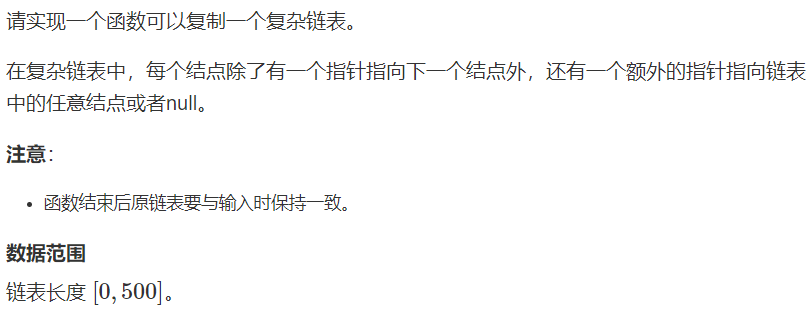 请实现一个函数可以复制一个复杂链表。
在复杂链表中，每个结点除了有一个指针指向下一个结点外，还有一个额外的指针指向链表
中的任意结点或者null。
注意：
• 函数结束后原链表要与输入时保持一致。
数据范围
链表长度 [0, 500]。